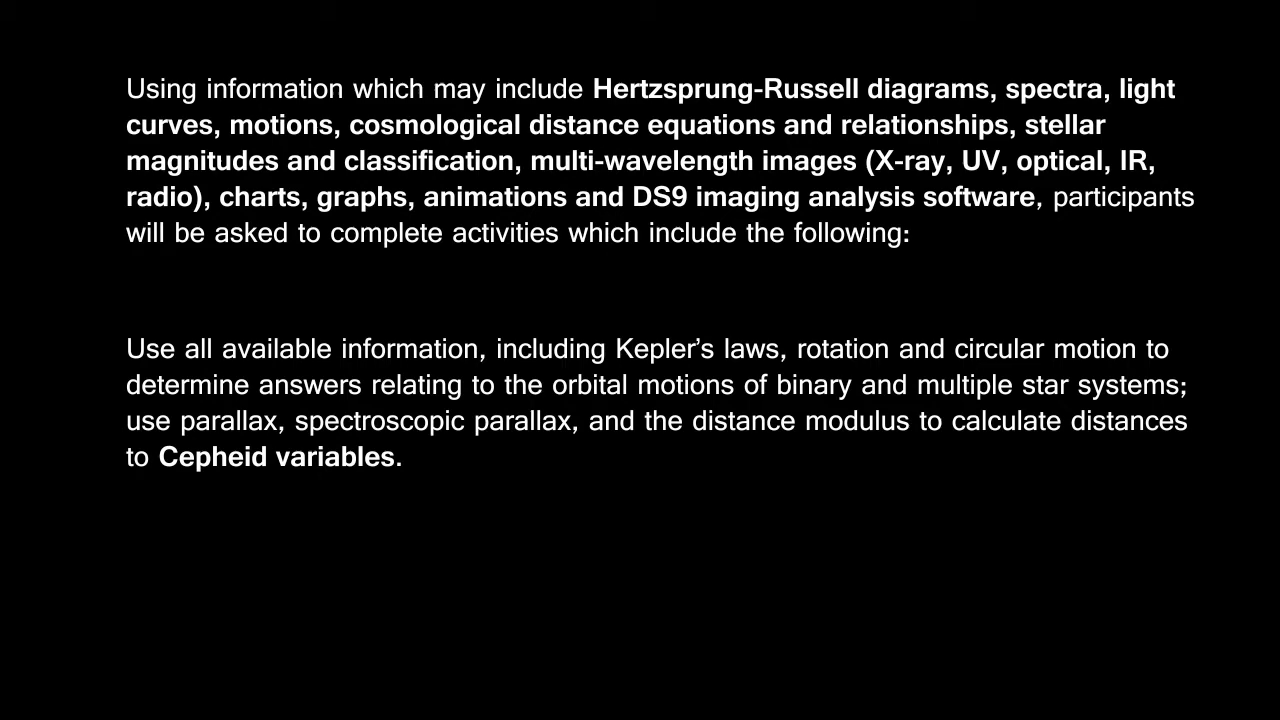 Using information which may include Hertzsprung-Russell diagrams, spectra, light
curves, motions, cosmological distance equations and relationships, stellar
magnitudes and classification, multi-wavelength images (X-ray, UV, optical, IR,
radio), charts, graphs, animations and DS9 imaging analysis software, participants
will be asked to complete activities which include the following:
Use all available information, including Kepler’s laws, rotation and circular motion to
determine answers relating to the orbital motions of binary and multiple star systems;
use parallax, spectroscopic parallax, and the distance modulus to calculate distances
to Cepheid variables.